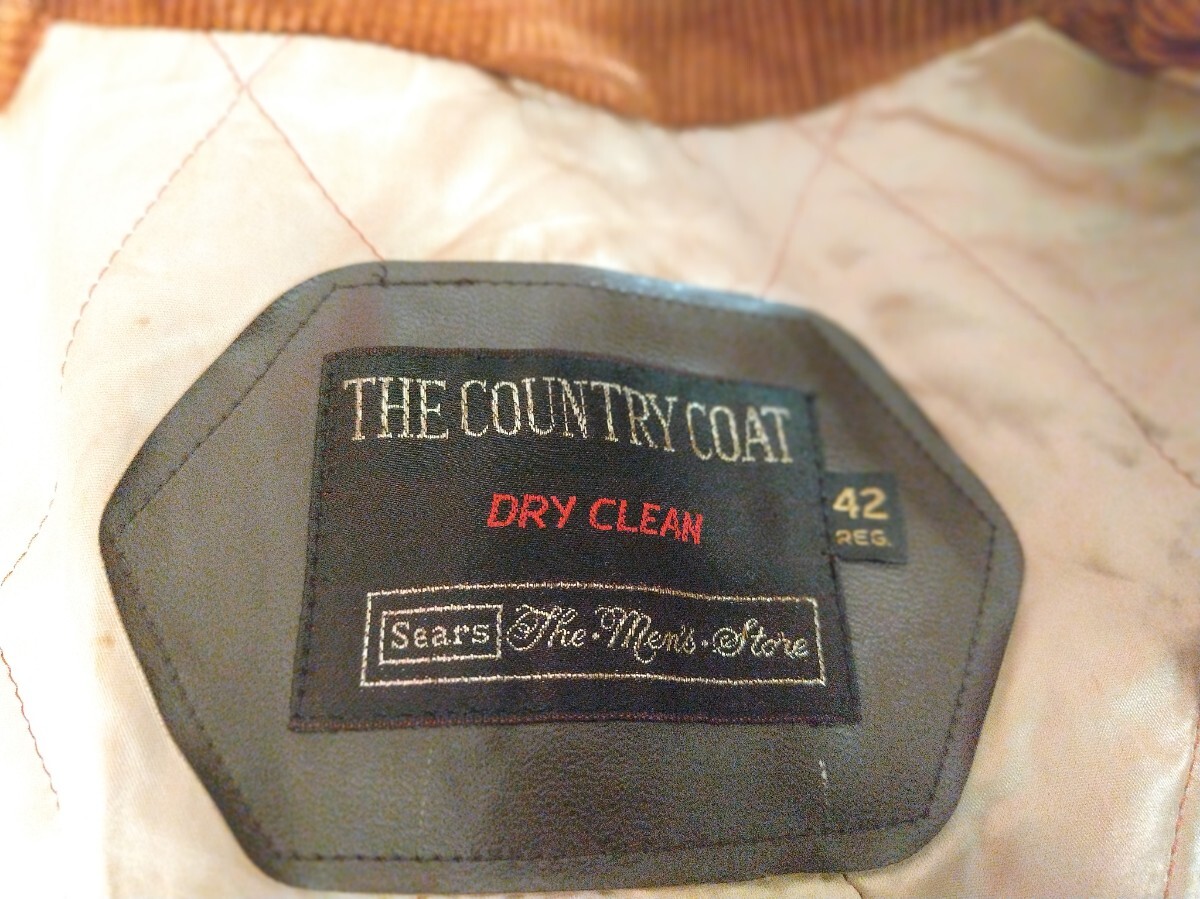 THE COUNTRY COAT
DRY CLEAN
42
REG.
Sears The·Men's·Store